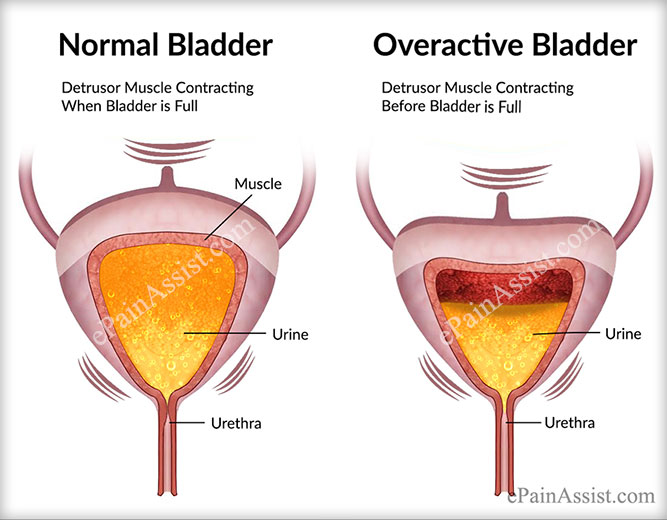 Normal Bladder
Detrusor Muscle Contracting
When Bladder is Full
Muscle
Urine
Urethra
ePainAssist.com
Overactive Bladder
Detrusor Muscle Contracting
Before Bladder is Full
Urine
Urethra
ePainAssist.com
ePainAssist.com